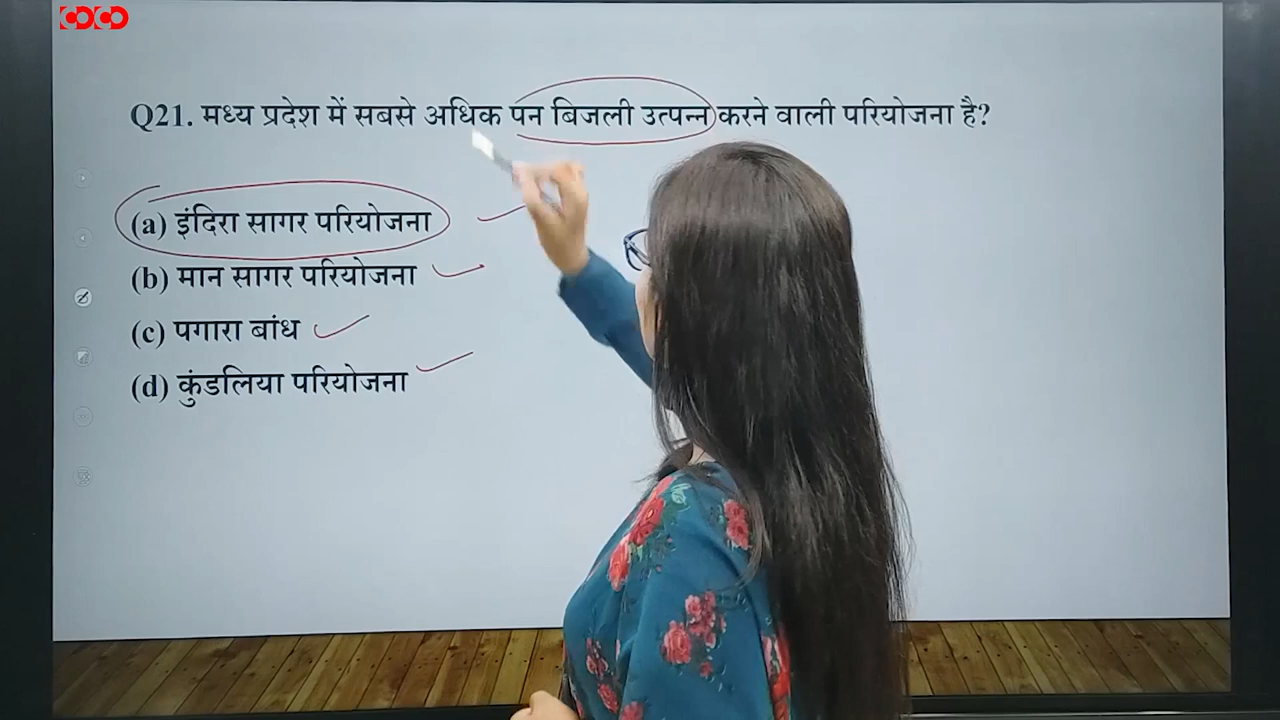 Q21. मध्य प्रदेश में सबसे अधिक पन बिजली उत्पन्न करने वाली परियोजना है?
(a) इंदिरा सागर परियोजना
(b) मान सागर परियोजना
(c) पगारा बांध
(d) कुंडलिया परियोजना